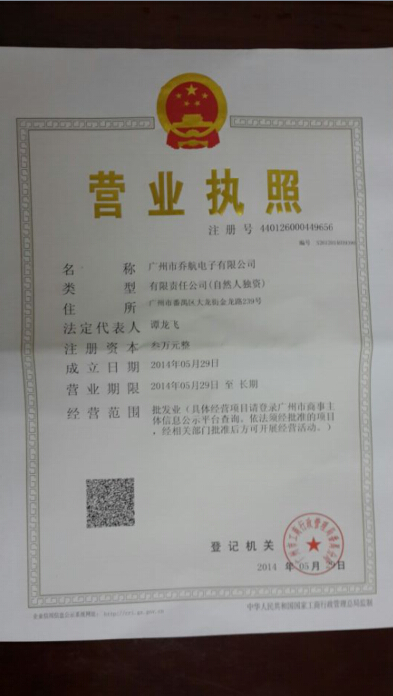 营业执照
注册号 440126000449656
名称 广州市乔航电子有限公司
类型 有限责任公司(自然人独资)
住所 广州市番禺区大龙街金龙路239号
法定代表人 谭龙飞
注册资本 叁万元整
成立日期 2014年05月29日
营业期限 2014年05月29日 至 长期
经营范围 批发业(具体经营项目请登录广州市商事主
体信息公示平台查询。依法须经批准的项目
,经相关部门批准后方可开展经营活动。)
登记机关
2014 年 05 月 29 日
中华人民共和国国家工商行政管理总局监制